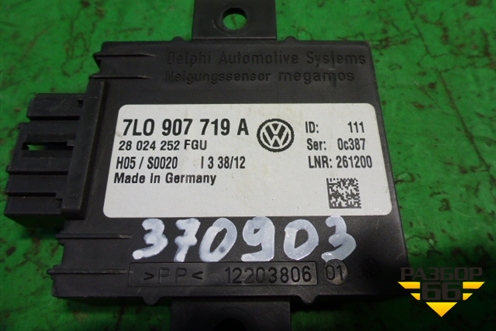 Delphi Automotive Systems
Neigungssensor megamos
7L0 907 719 A
ID: 111
28 024 252 FGU
Ser: 0c387
H05 / S0020 I 3 38/12
LNR: 261200
Made in Germany
370903
>PP< 12203806 01
РАЗБОР
66